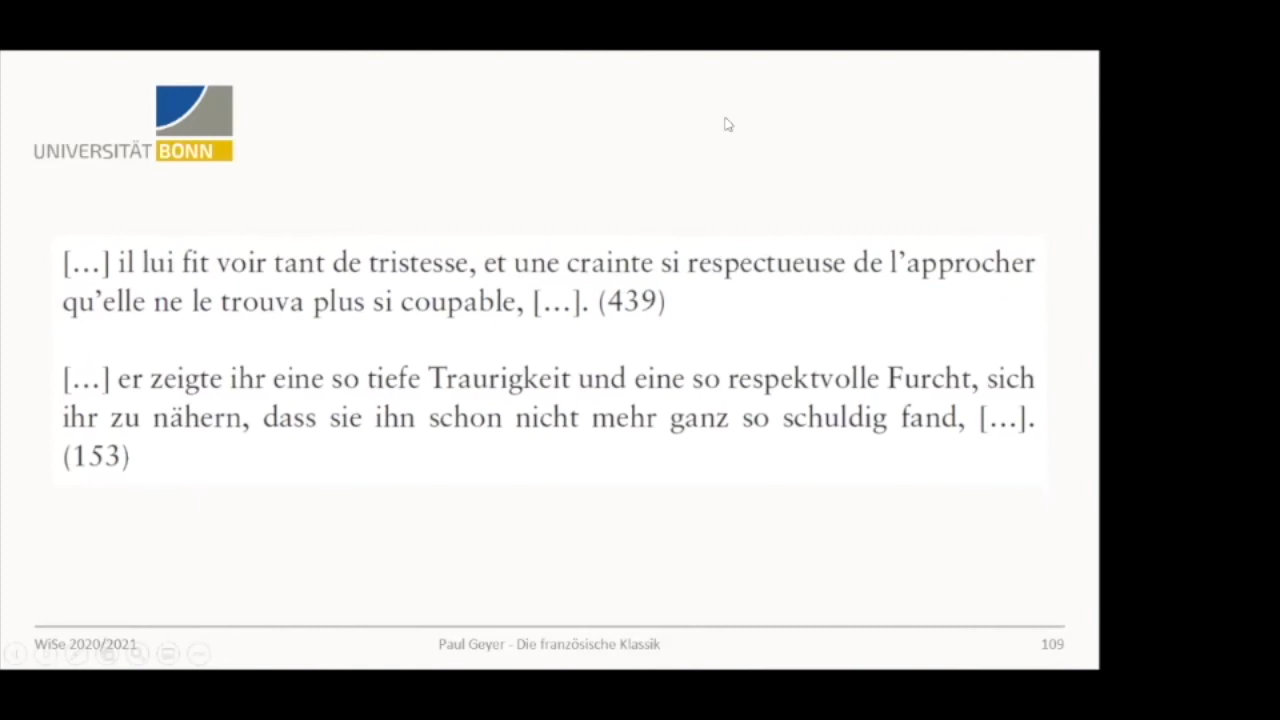 UNIVERSITÄT BONN
[…] il lui fit voir tant de tristesse, et une crainte si respectueuse de l’approcher
qu’elle ne le trouva plus si coupable, […]. (439)
[…] er zeigte ihr eine so tiefe Traurigkeit und eine so respektvolle Furcht, sich
ihr zu nähern, dass sie ihn schon nicht mehr ganz so schuldig fand, […].
(153)
WiSe 2020/2021 Paul Geyer - Die französische Klassik 109